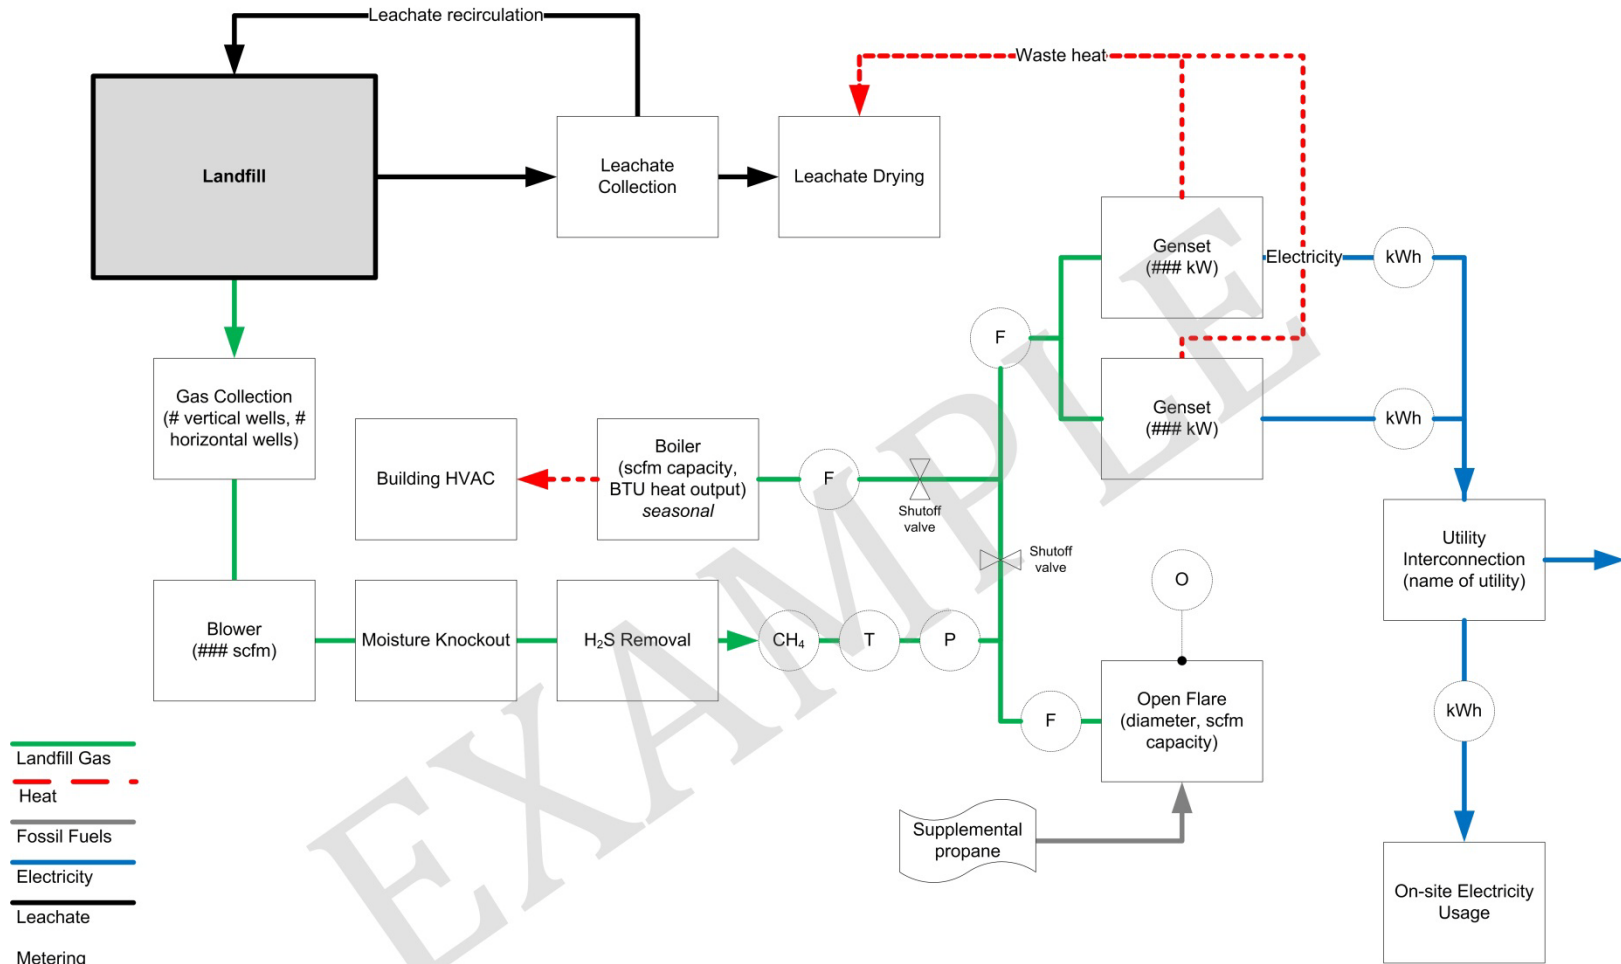 Leachate recirculation
Waste heat
Landfill
Leachate
Collection
Leachate Drying
Genset
(### kW)
Electricity
kWh
F
Genset
(### kW)
kWh
Gas Collection
(# vertical wells, #
horizontal wells)
Building HVAC
Boiler
(scfm capacity,
BTU heat output)
seasonal
F
Shutoff
valve
Shutoff
valve
Utility
Interconnection
(name of utility)
O
Blower
(### scfm)
Moisture Knockout
H₂S Removal
CH₄
T
P
F
Open Flare
(diameter, scfm
capacity)
kWh
Supplemental
propane
On-site Electricity
Usage
Landfill Gas
Heat
Fossil Fuels
Electricity
Leachate
Metering
EXAMPLE